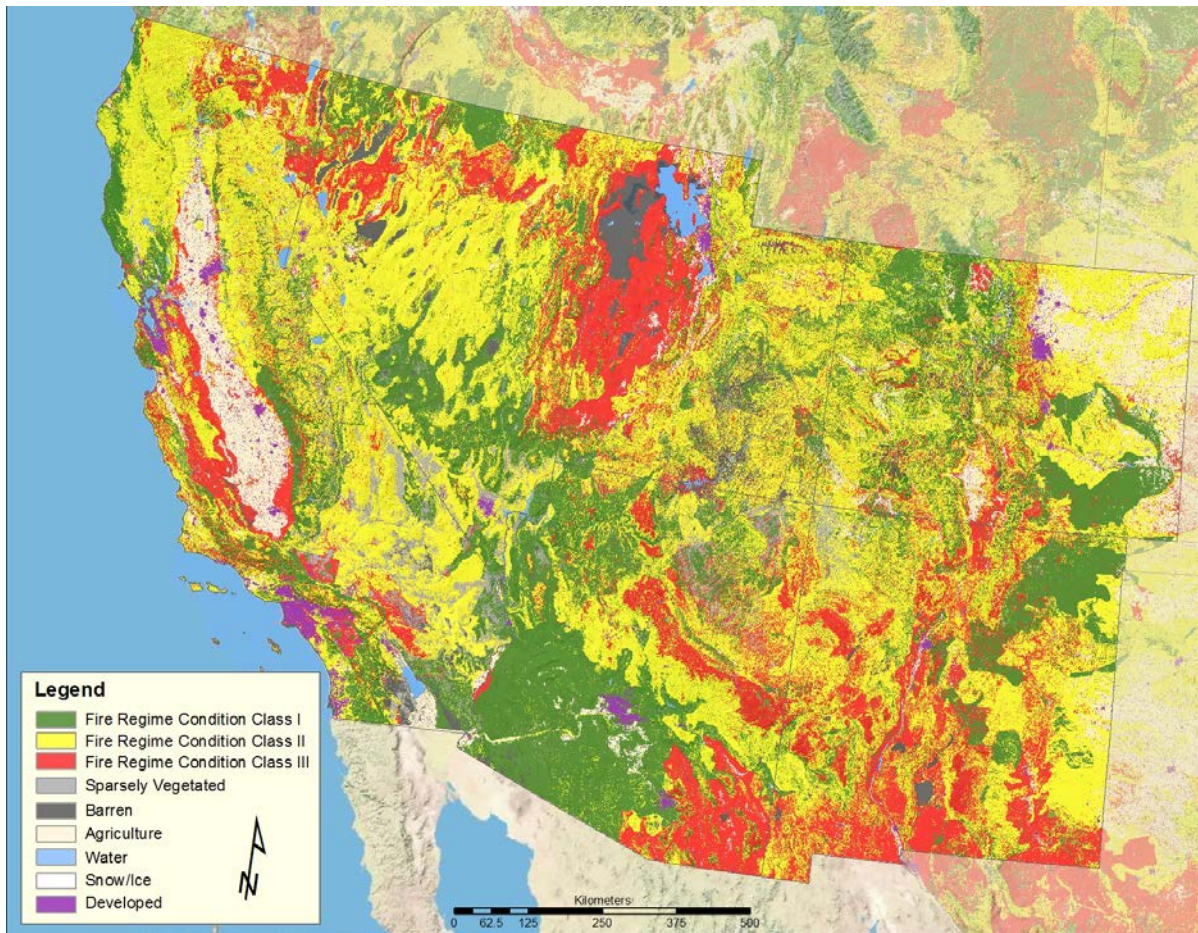 Legend
Fire Regime Condition Class I
Fire Regime Condition Class II
Fire Regime Condition Class III
Sparsely Vegetated
Barren
Agriculture
Water
Snow/Ice
Developed
N
Kilometers
0 62.5 125 250 375 500